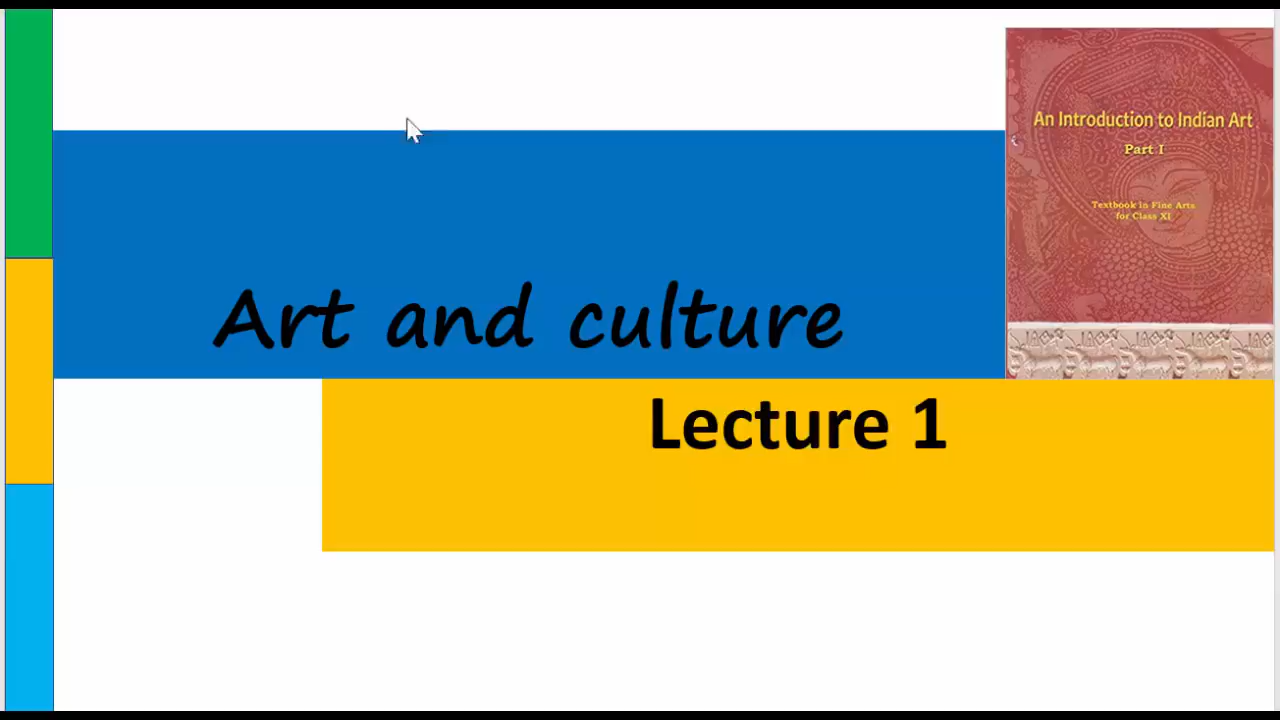 An Introduction to Indian Art
Part I
Textbook in Fine Arts
for Class XI
Art and culture
Lecture 1